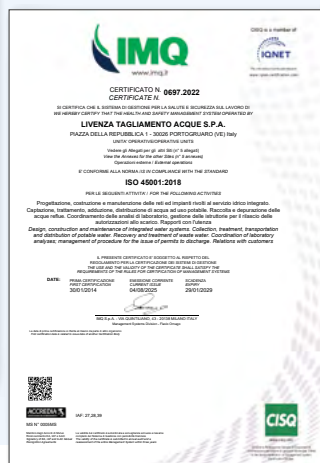 CISQ is a member of
IQNET
IMQ
www.imq.it
CERTIFICATO N. 0697.2022
CERTIFICATE N.
SI CERTIFICA CHE IL SISTEMA DI GESTIONE PER LA SALUTE E SICUREZZA SUL LAVORO DI
WE HEREBY CERTIFY THAT THE HEALTH AND SAFETY MANAGEMENT SYSTEM OPERATED BY
LIVENZA TAGLIAMENTO ACQUE S.P.A.
PIAZZA DELLA REPUBBLICA 1 - 30026 PORTOGRUARO (VE) Italy
UNITA' OPERATIVE/OPERATIVE UNITS
Vedere gli Allegati per gli altri Siti (n° 5 allegati)
View the Annexes for the other Sites (n° 5 annexes)
Operazioni esterne / External operations
E' CONFORME ALLA NORMA / IS IN COMPLIANCE WITH THE STANDARD
ISO 45001:2018
PER LE SEGUENTI ATTIVITA' / FOR THE FOLLOWING ACTIVITIES
Progettazione, costruzione e manutenzione delle reti ed impianti rivolti al servizio idrico integrato.
Captazione, trattamento, adduzione, distribuzione di acqua ad uso potabile. Raccolta e depurazione delle
acque reflue. Coordinamento delle analisi di laboratorio, gestione delle istruttorie per il rilascio delle
autorizzazioni allo scarico. Rapporti con l'utenza
Design, construction and maintenance of integrated water systems. Collection, treatment, transportation
and distribution of potable water. Recovery and treatment of waste water. Coordination of laboratory
analyses; management of procedure for the issue of permits to discharge. Relations with customers
IL PRESENTE CERTIFICATO E' SOGGETTO AL RISPETTO DEL
REGOLAMENTO PER LA CERTIFICAZIONE DEI SISTEMI DI GESTIONE
THE USE AND THE VALIDITY OF THE CERTIFICATE SHALL SATISFY THE
REQUIREMENTS OF THE RULES FOR CERTIFICATION OF MANAGEMENT SYSTEMS
DATE:
PRIMA CERTIFICAZIONE EMISSIONE CORRENTE SCADENZA
FIRST CERTIFICATION CURRENT ISSUE EXPIRY
30/01/2014 04/08/2025 29/01/2029
IMQ S.p.A. - VIA QUINTILIANO, 43 - 20138 MILANO ITALY
Management Systems Division - Flavio Ornago
ACCREDIA
IAF: 27,28,39
CISQ